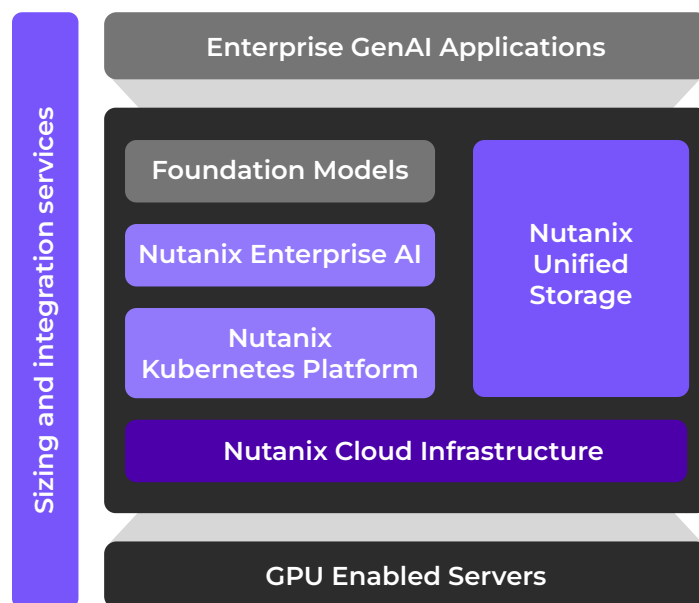 Sizing and integration services
Enterprise GenAI Applications
Foundation Models
Nutanix Enterprise AI
Nutanix
Kubernetes Platform
Nutanix
Unified
Storage
Nutanix Cloud Infrastructure
GPU Enabled Servers